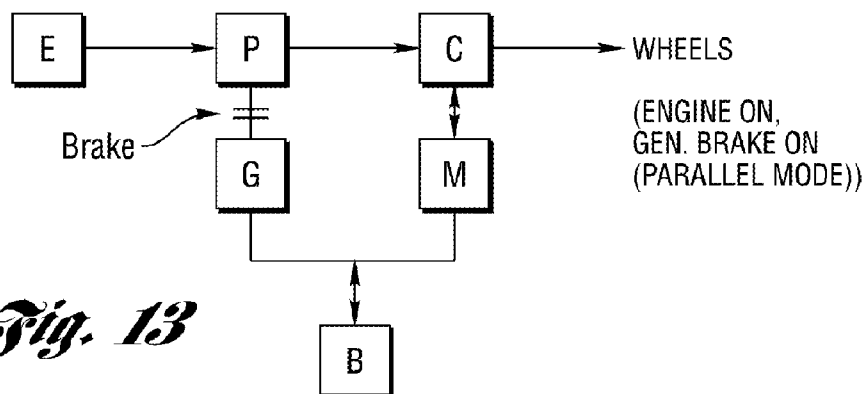 E
P
C
WHEELS
Brake
(ENGINE ON,
GEN. BRAKE ON
(PARALLEL MODE))
G
M
B
Fig. 13